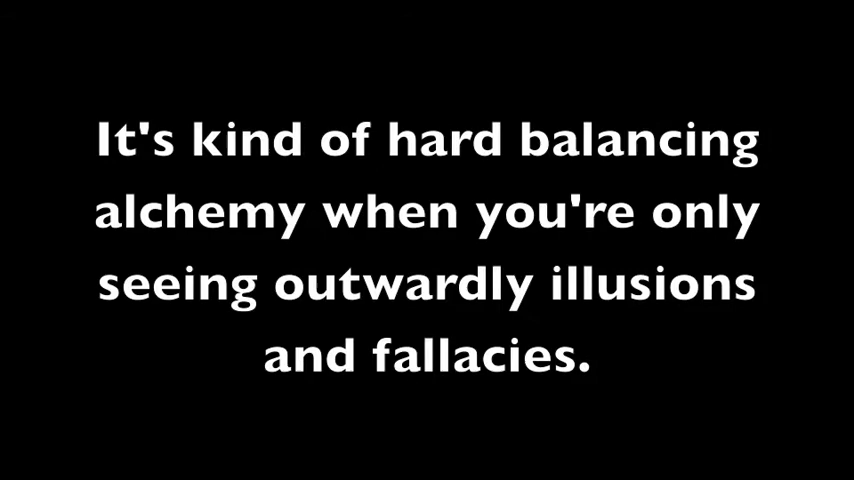 It's kind of hard balancing
alchemy when you're only
seeing outwardly illusions
and fallacies.